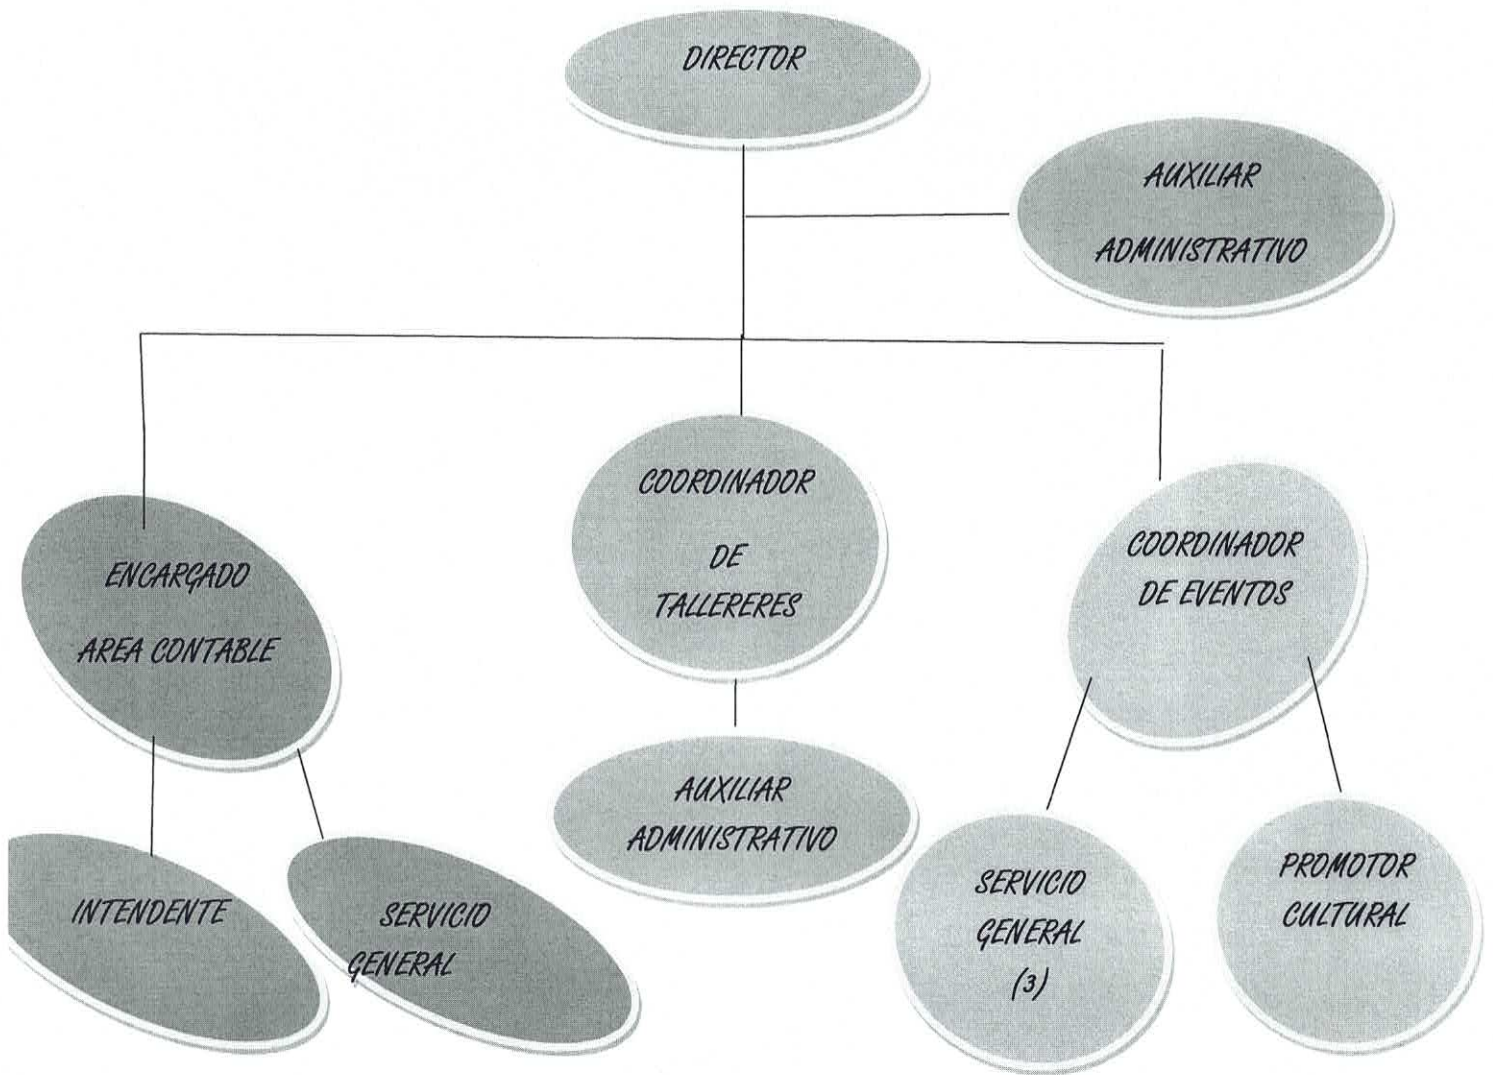 DIRECTOR
AUXILIAR
ADMINISTRATIVO
COORDINADOR
DE
TALLERERES
COORDINADOR
DE EVENTOS
ENCARGADO
AREA CONTABLE
AUXILIAR
ADMINISTRATIVO
INTENDENTE
SERVICIO
GENERAL
SERVICIO
GENERAL
(3)
PROMOTOR
CULTURAL